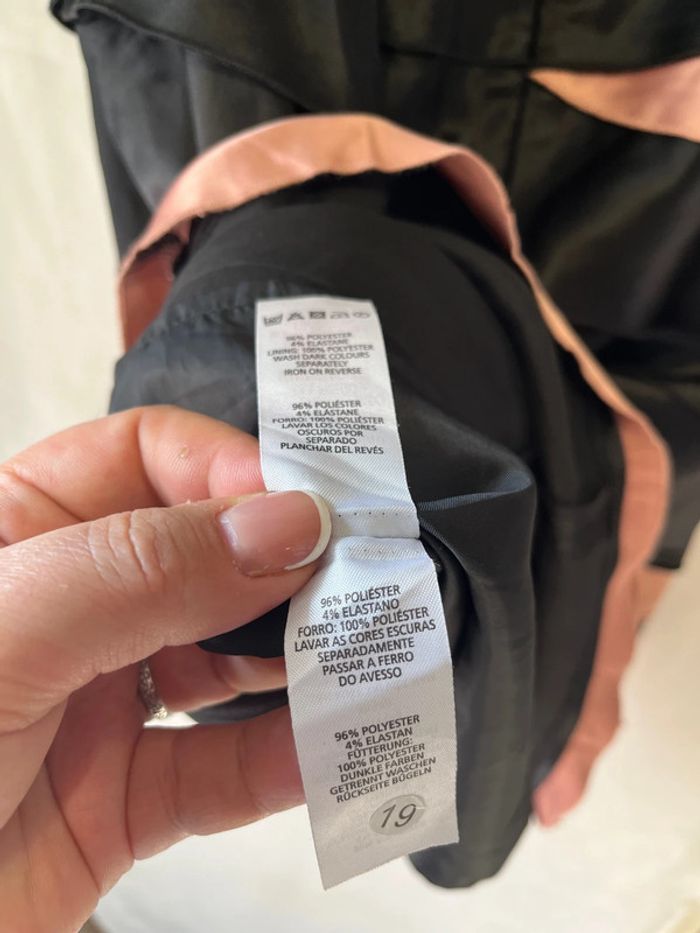 96% POLYESTER
4% ELASTANE
LINING: 100% POLYESTER
WASH DARK COLOURS
SEPARATELY
IRON ON REVERSE
96% POLIÉSTER
4% ELÁSTANE
FORRO: 100% POLIÉSTER
LAVAR LOS COLORES
OSCUROS POR
SEPARADO
PLANCHAR DEL REVÉS
96% POLIÉSTER
4% ELASTANO
FORRO: 100% POLIÉSTER
LAVAR AS CORES ESCURAS
SEPARADAMENTE
PASSAR A FERRO
DO AVESSO
96% POLYESTER
4% ELASTAN
FÜTTERUNG:
100% POLYESTER
DUNKLE FARBEN
GETRENNT WASCHEN
RÜCKSEITE BÜGELN
19